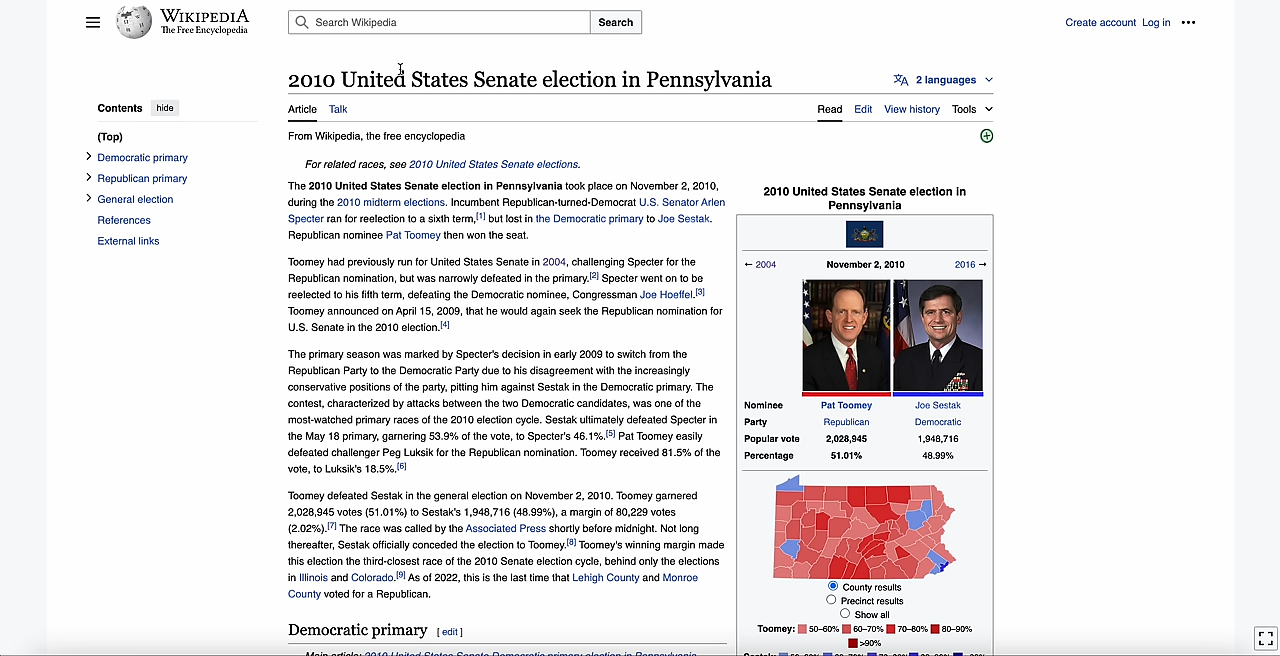 WIKIPEDIA
The Free Encyclopedia
Search Wikipedia
Search
Create account Log in
2010 United States Senate election in Pennsylvania
2 languages
Contents hide
(Top)
Democratic primary
Republican primary
General election
References
External links
Article Talk
Read Edit View history Tools
From Wikipedia, the free encyclopedia
For related races, see 2010 United States Senate elections.
The 2010 United States Senate election in Pennsylvania took place on November 2, 2010,
during the 2010 midterm elections. Incumbent Republican-turned-Democrat U.S. Senator Arlen
Specter ran for reelection to a sixth term,[1] but lost in the Democratic primary to Joe Sestak.
Republican nominee Pat Toomey then won the seat.
Toomey had previously run for United States Senate in 2004, challenging Specter for the
Republican nomination, but was narrowly defeated in the primary.[2] Specter went on to be
reelected to his fifth term, defeating the Democratic nominee, Congressman Joe Hoeffel.[3]
Toomey announced on April 15, 2009, that he would again seek the Republican nomination for
U.S. Senate in the 2010 election.[4]
The primary season was marked by Specter's decision in early 2009 to switch from the
Republican Party to the Democratic Party due to his disagreement with the increasingly
conservative positions of the party, pitting him against Sestak in the Democratic primary. The
contest, characterized by attacks between the two Democratic candidates, was one of the
most-watched primary races of the 2010 election cycle. Sestak ultimately defeated Specter in
the May 18 primary, garnering 53.9% of the vote, to Specter's 46.1%.[5] Pat Toomey easily
defeated challenger Peg Luksik for the Republican nomination. Toomey received 81.5% of the
vote, to Luksik's 18.5%.[6]
Toomey defeated Sestak in the general election on November 2, 2010. Toomey garnered
2,028,945 votes (51.01%) to Sestak's 1,948,716 (48.99%), a margin of 80,229 votes
(2.02%).[7] The race was called by the Associated Press shortly before midnight. Not long
thereafter, Sestak officially conceded the election to Toomey.[8] Toomey's winning margin made
this election the third-closest race of the 2010 Senate election cycle, behind only the elections
in Illinois and Colorado.[9] As of 2022, this is the last time that Lehigh County and Monroe
County voted for a Republican.
Democratic primary [ edit ]
Main article: 2010 United States Senate Democratic primary election in Pennsylvania
2010 United States Senate election in
Pennsylvania
← 2004 November 2, 2010 2016 →
Nominee Pat Toomey Joe Sestak
Party Republican Democratic
Popular vote 2,028,945 1,948,716
Percentage 51.01% 48.99%
County results
Precinct results
Show all
Toomey: 50–60% 60–70% 70–80% 80–90%
>90%